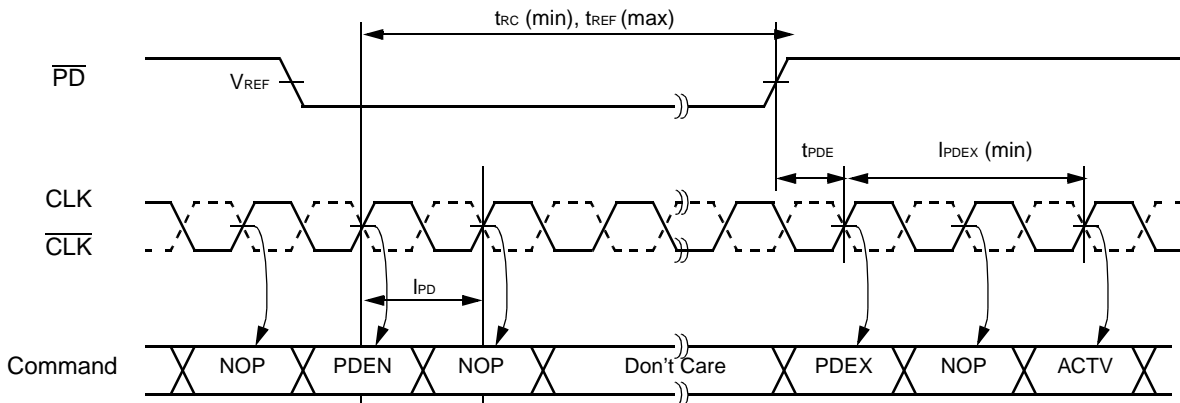 tRC (min), tREF (max)
PD
VREF
tPDE
lPDEX (min)
CLK
CLK
lPD
Command
NOP
PDEN
NOP
Don't Care
PDEX
NOP
ACTV